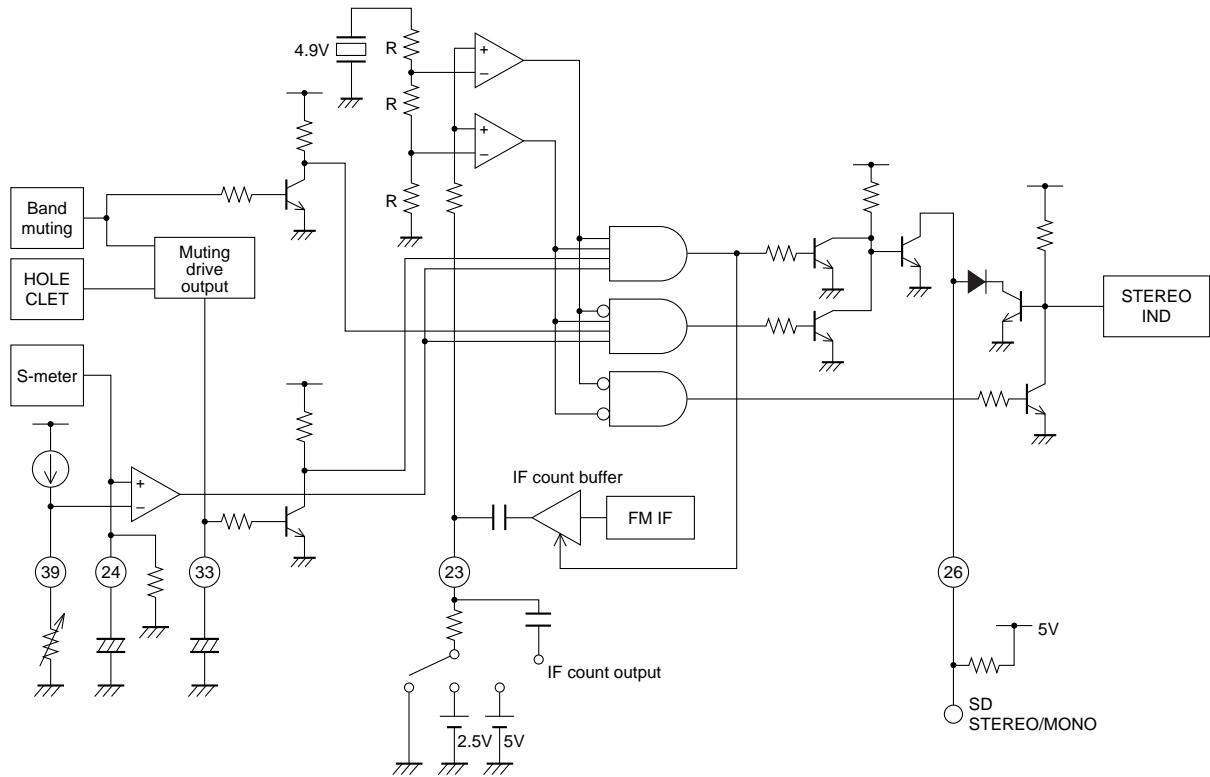 4.9V
R
R
R
Band
muting
Muting
drive
output
HOLE
CLET
S-meter
STEREO
IND
IF count buffer
FM IF
39
24
33
23
26
IF count output
2.5V
5V
5V
SD
STEREO/MONO